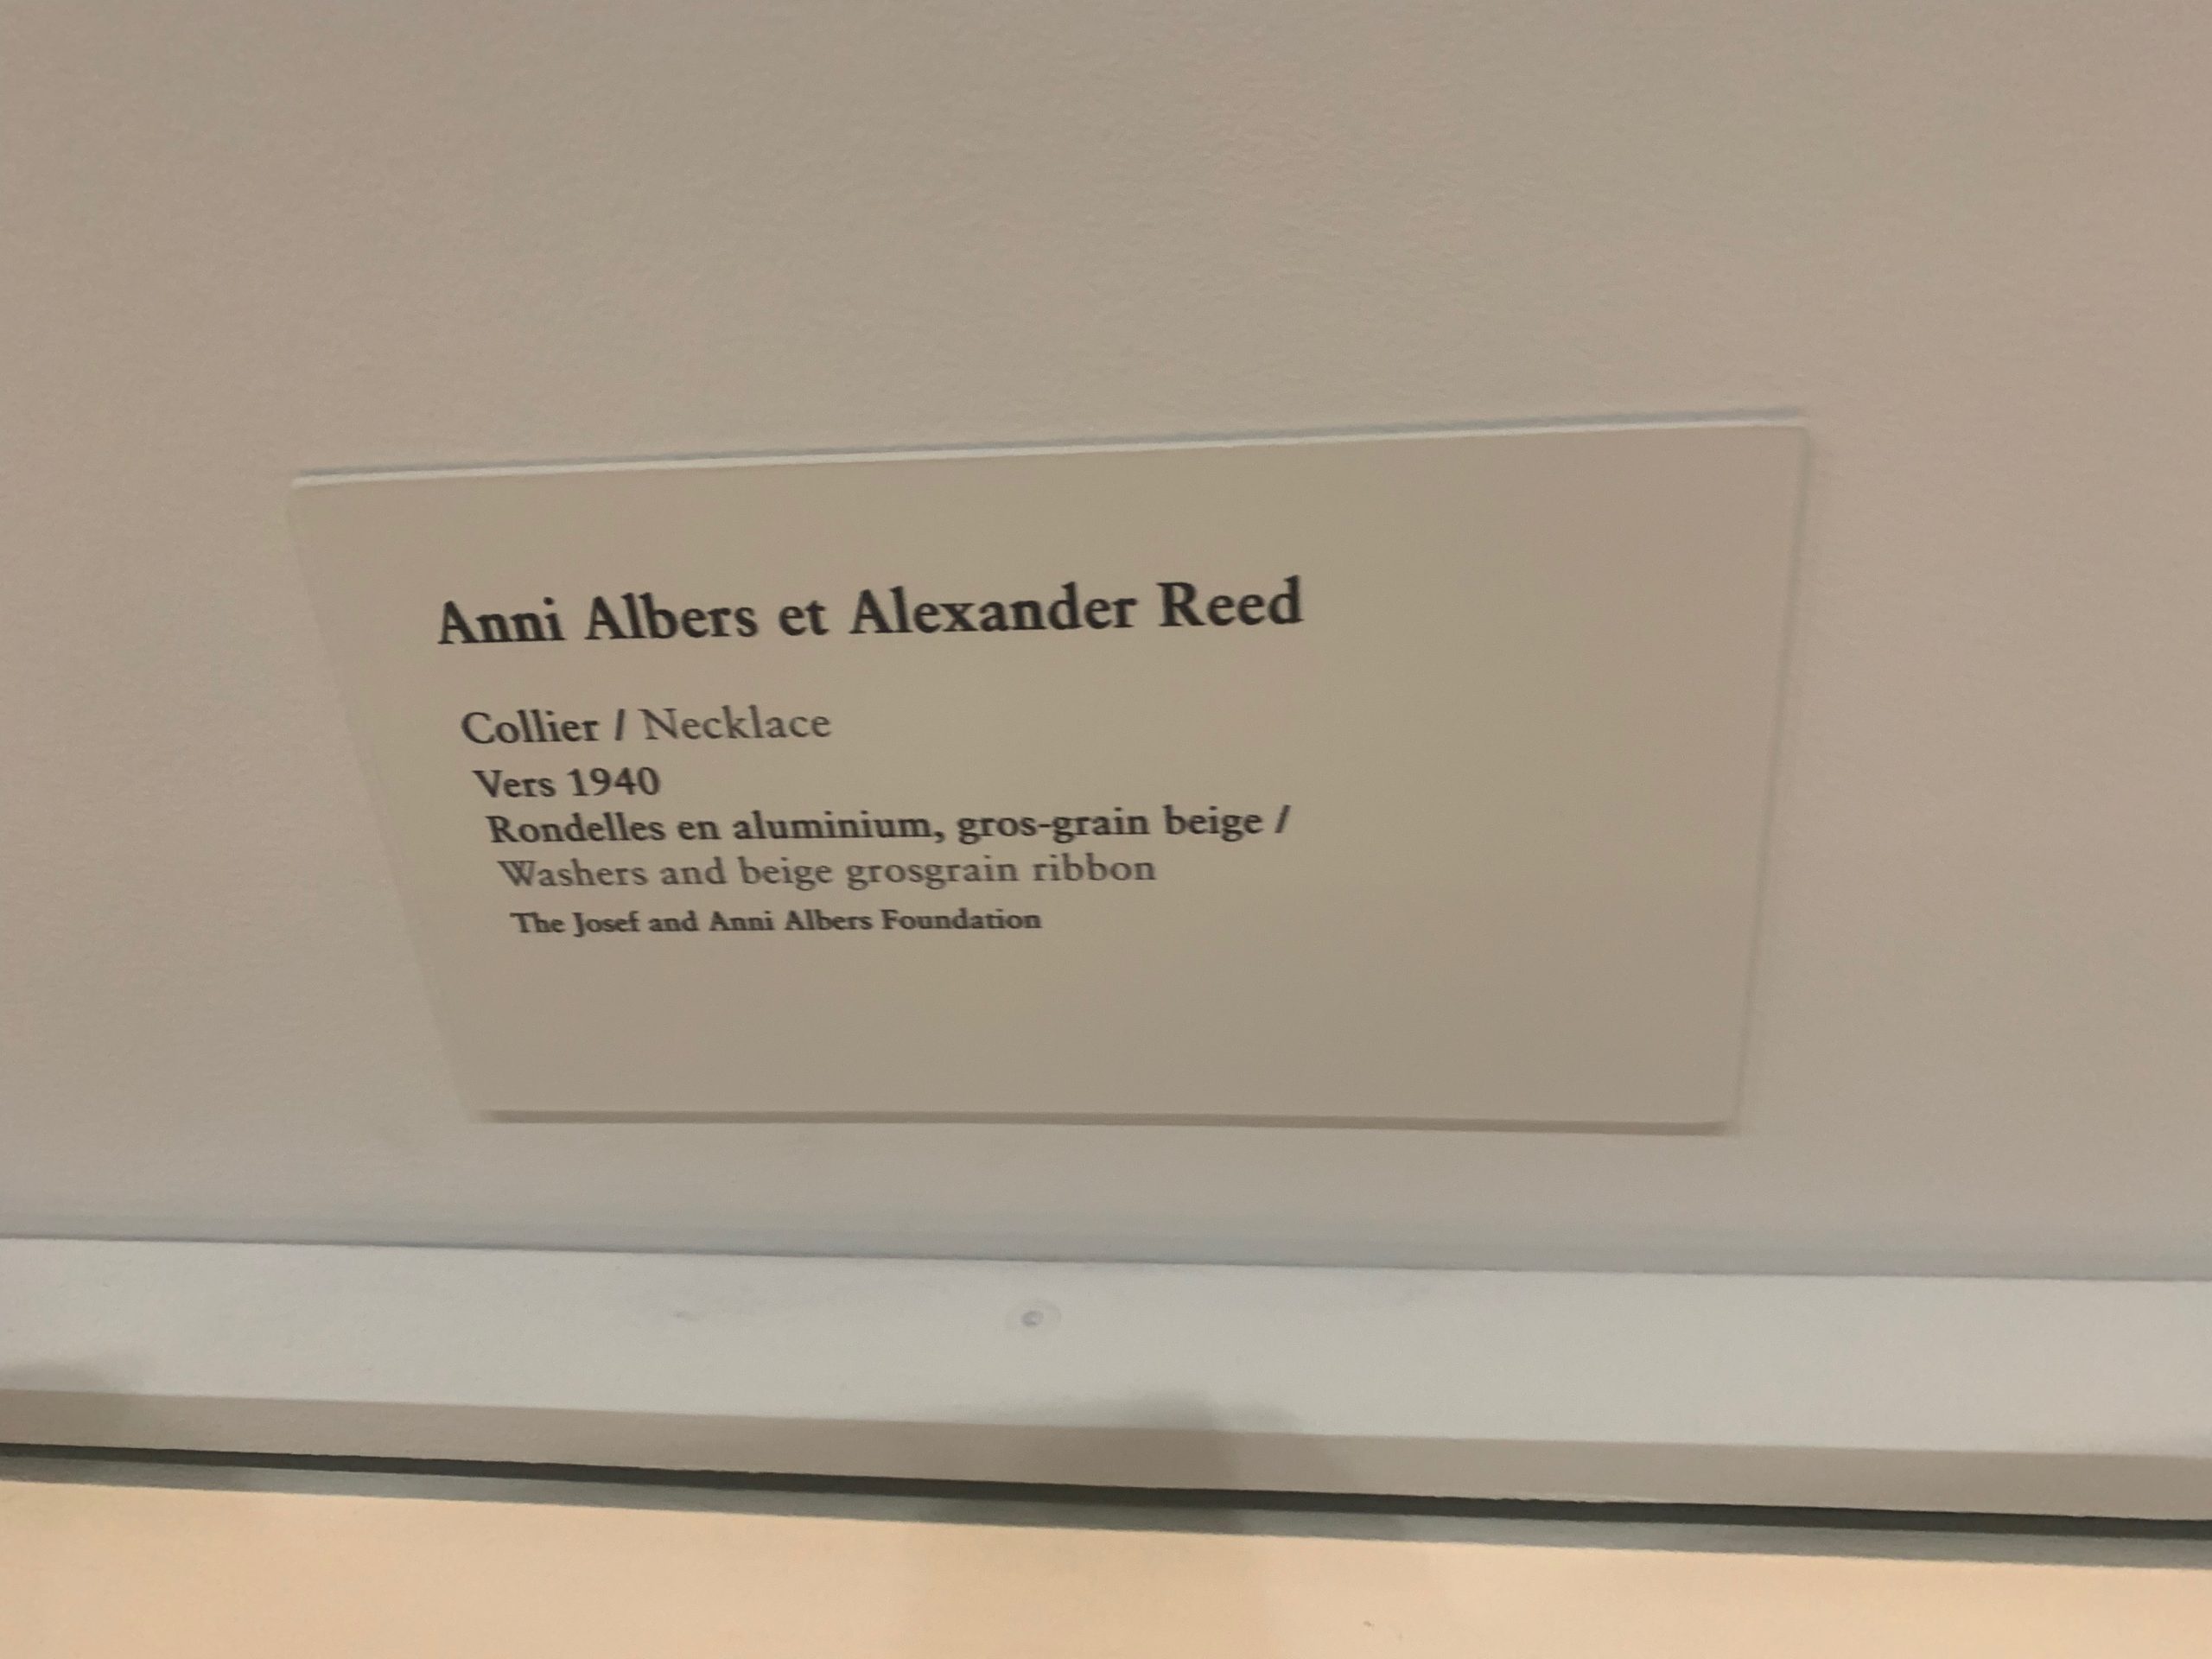 Anni Albers et Alexander Reed
Collier / Necklace
Vers 1940
Rondelles en aluminium, gros-grain beige /
Washers and beige grosgrain ribbon
The Josef and Anni Albers Foundation